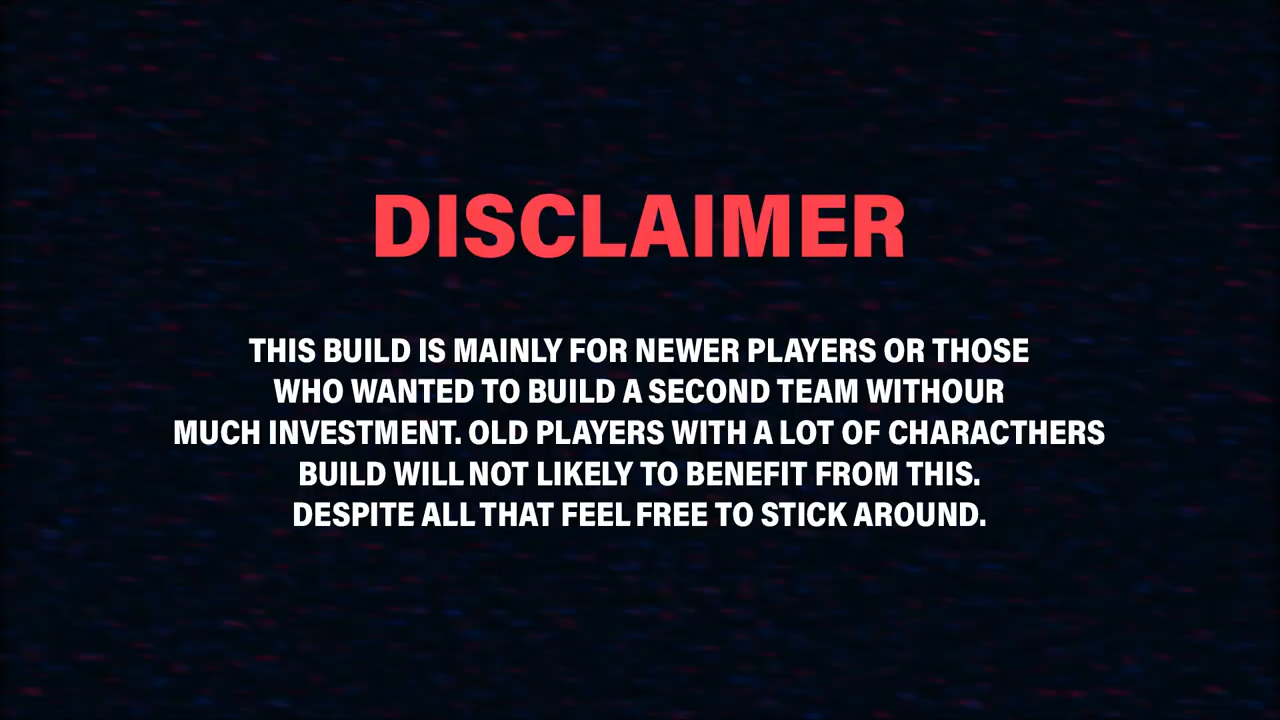 DISCLAIMER
THIS BUILD IS MAINLY FOR NEWER PLAYERS OR THOSE
WHO WANTED TO BUILD A SECOND TEAM WITHOUR
MUCH INVESTMENT. OLD PLAYERS WITH A LOT OF CHARACTHERS
BUILD WILL NOT LIKELY TO BENEFIT FROM THIS.
DESPITE ALL THAT FEEL FREE TO STICK AROUND.